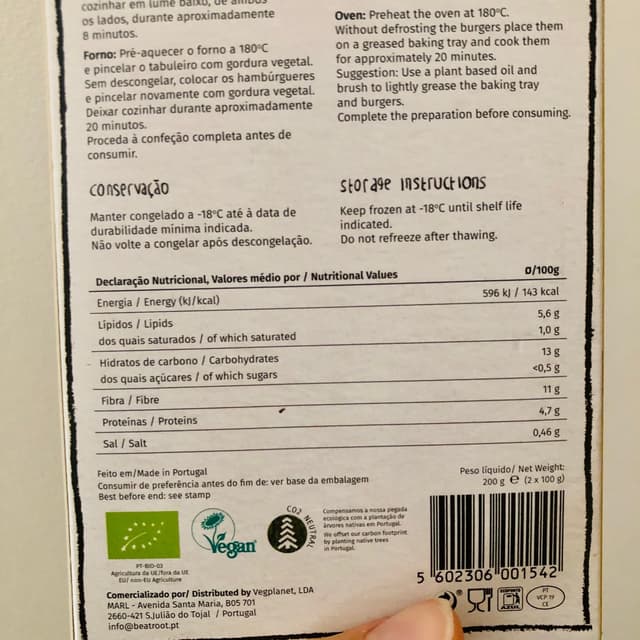 cozinhar em lume baixo, de ambos
os lados, durante aproximadamente
8 minutos.
Forno: Pré-aquecer o forno a 180ºC
e pincelar o tabuleiro com gordura vegetal.
Sem descongelar, colocar os hambúrgueres
e pincelar novamente com gordura vegetal.
Deixar cozinhar durante aproximadamente
20 minutos.
Proceda à confeção completa antes de
consumir.
Oven: Preheat the oven at 180ºC.
Without defrosting the burgers place them
on a greased baking tray and cook them
for approximately 20 minutes.
Suggestion: Use a plant based oil and
brush to lightly grease the baking tray
and burgers.
Complete the preparation before consuming.
conservação
Manter congelado a -18ºC até à data de
durabilidade mínima indicada.
Não volte a congelar após descongelação.
storage instructions
Keep frozen at -18ºC until shelf life
indicated.
Do not refreeze after thawing.
Declaração Nutricional, Valores médio por / Nutritional Values Ø/100g
Energia / Energy (kJ/kcal) 596 kJ / 143 kcal
Lípidos / Lipids 5,6 g
dos quais saturados / of which saturated 1,0 g
Hidratos de carbono / Carbohydrates 13 g
dos quais açúcares / of which sugars <0,5 g
Fibra / Fibre 11 g
Proteínas / Proteins 4,7 g
Sal / Salt 0,46 g
Feito em/Made in Portugal
Consumir de preferência antes do fim de: ver base da embalagem
Best before end: see stamp
Peso líquido/ Net Weight:
200 g e (2 x 100 g)
PT-BIO-03
Agricultura da UE/fora da UE
EU/ non-EU Agriculture
Vegan
CO2 NEUTRAL
Compensamos a nossa pegada
ecológica com a plantação de
árvores nativas em Portugal.
We offset our carbon footprint
by planting native trees
in Portugal.
5 602306 001542
Comercializado por/ Distributed by Vegplanet, LDA
MARL - Avenida Santa Maria, B05 701
2660-421 S.Julião do Tojal / Portugal
info@beatroot.pt
PT
VCP 19
CE